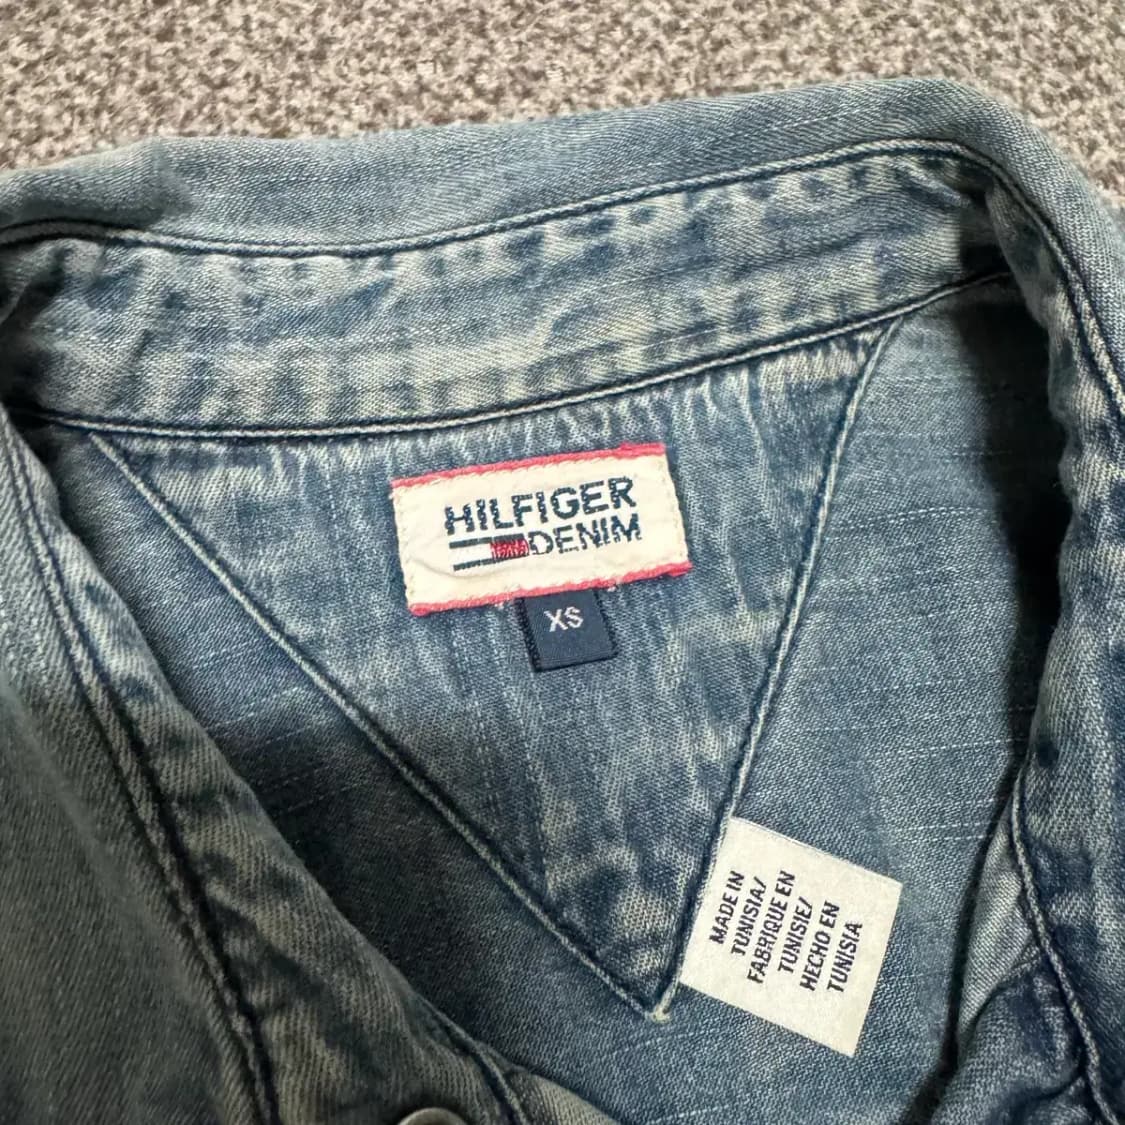 HILFIGER
DENIM
XS
MADE IN
TUNISIA/
FABRIQUE EN
TUNISIE/
HECHO EN
TUNISIA